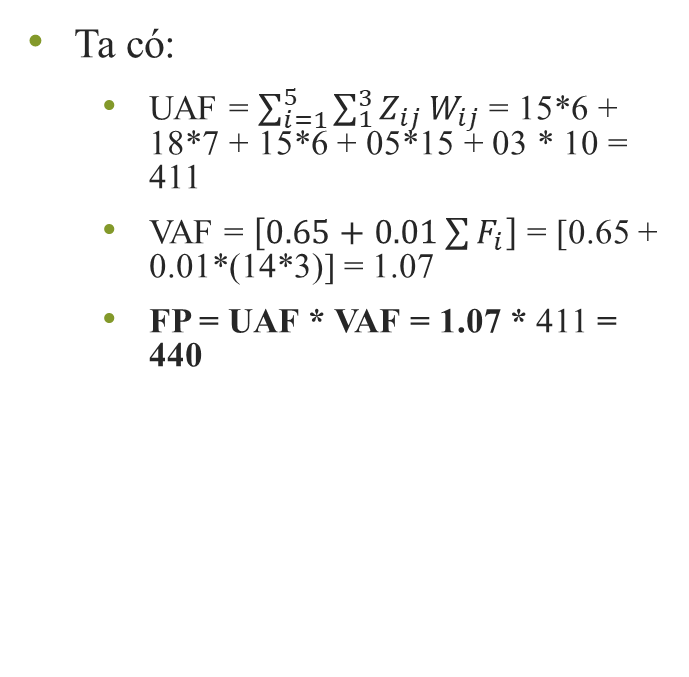 • Ta có:
• UAF = ∑⁵ᵢ₌₁ ∑³₁ Zᵢⱼ Wᵢⱼ = 15*6 +
18*7 + 15*6 + 05*15 + 03 * 10 =
411
• VAF = [0.65 + 0.01 ∑ Fᵢ] = [0.65 +
0.01*(14*3)] = 1.07
• FP = UAF * VAF = 1.07 * 411 =
440